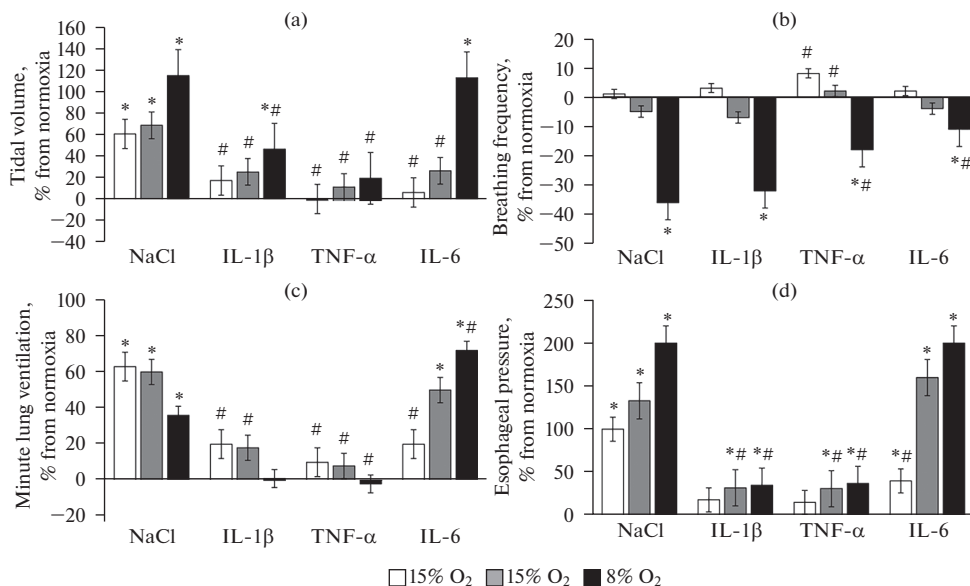 (a)
Tidal volume,
% from normoxia
160
140
120
100
80
60
40
20
0
−20
−40
* * *
# # *#
# # #
# # *
NaCl IL-1β TNF-α IL-6
(b)
Breathing frequency,
% from normoxia
20
10
0
−10
−20
−30
−40
−50
# #
* * *# *#
NaCl IL-1β TNF-α IL-6
(c)
Minute lung ventilation,
% from normoxia
100
80
60
40
20
0
−20
* * *
# #
# # #
# * *#
NaCl IL-1β TNF-α IL-6
(d)
Esophageal pressure,
% from normoxia
250
200
150
100
50
0
* * *
*# *#
*# *#
*# * *
NaCl IL-1β TNF-α IL-6
15% O₂ 15% O₂ 8% O₂